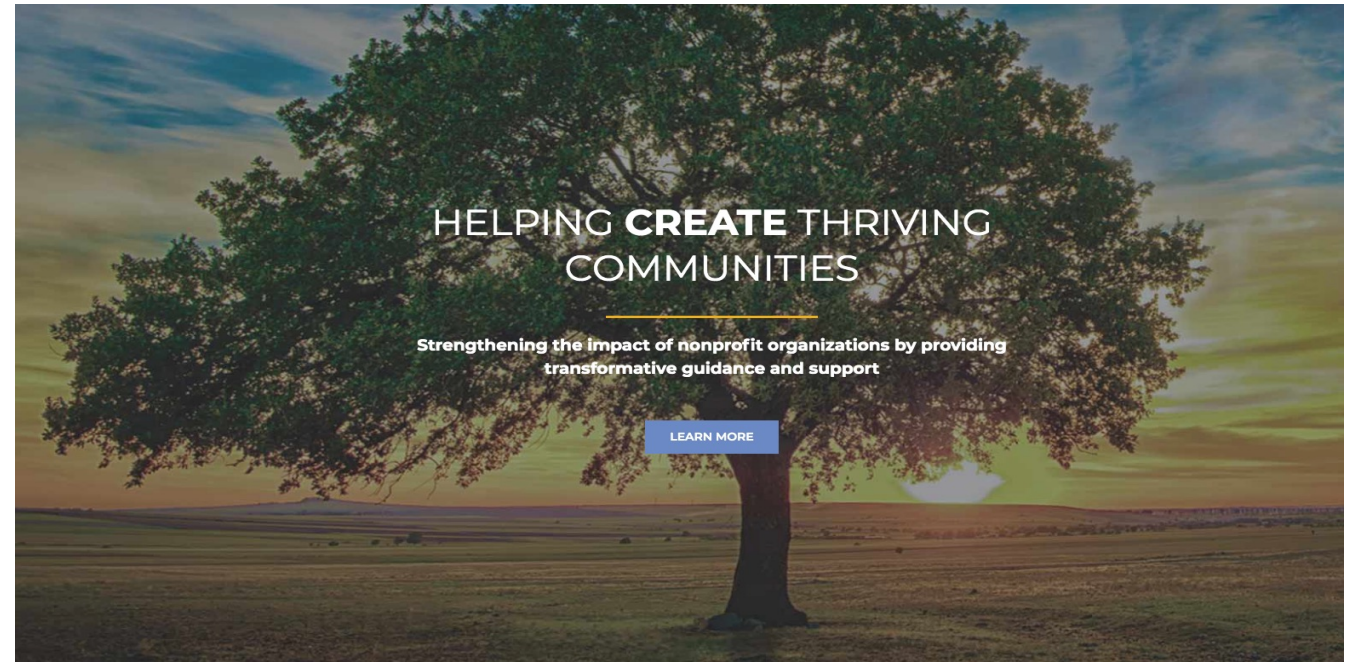 HELPING CREATE THRIVING
COMMUNITIES
Strengthening the impact of nonprofit organizations by providing
transformative guidance and support
LEARN MORE